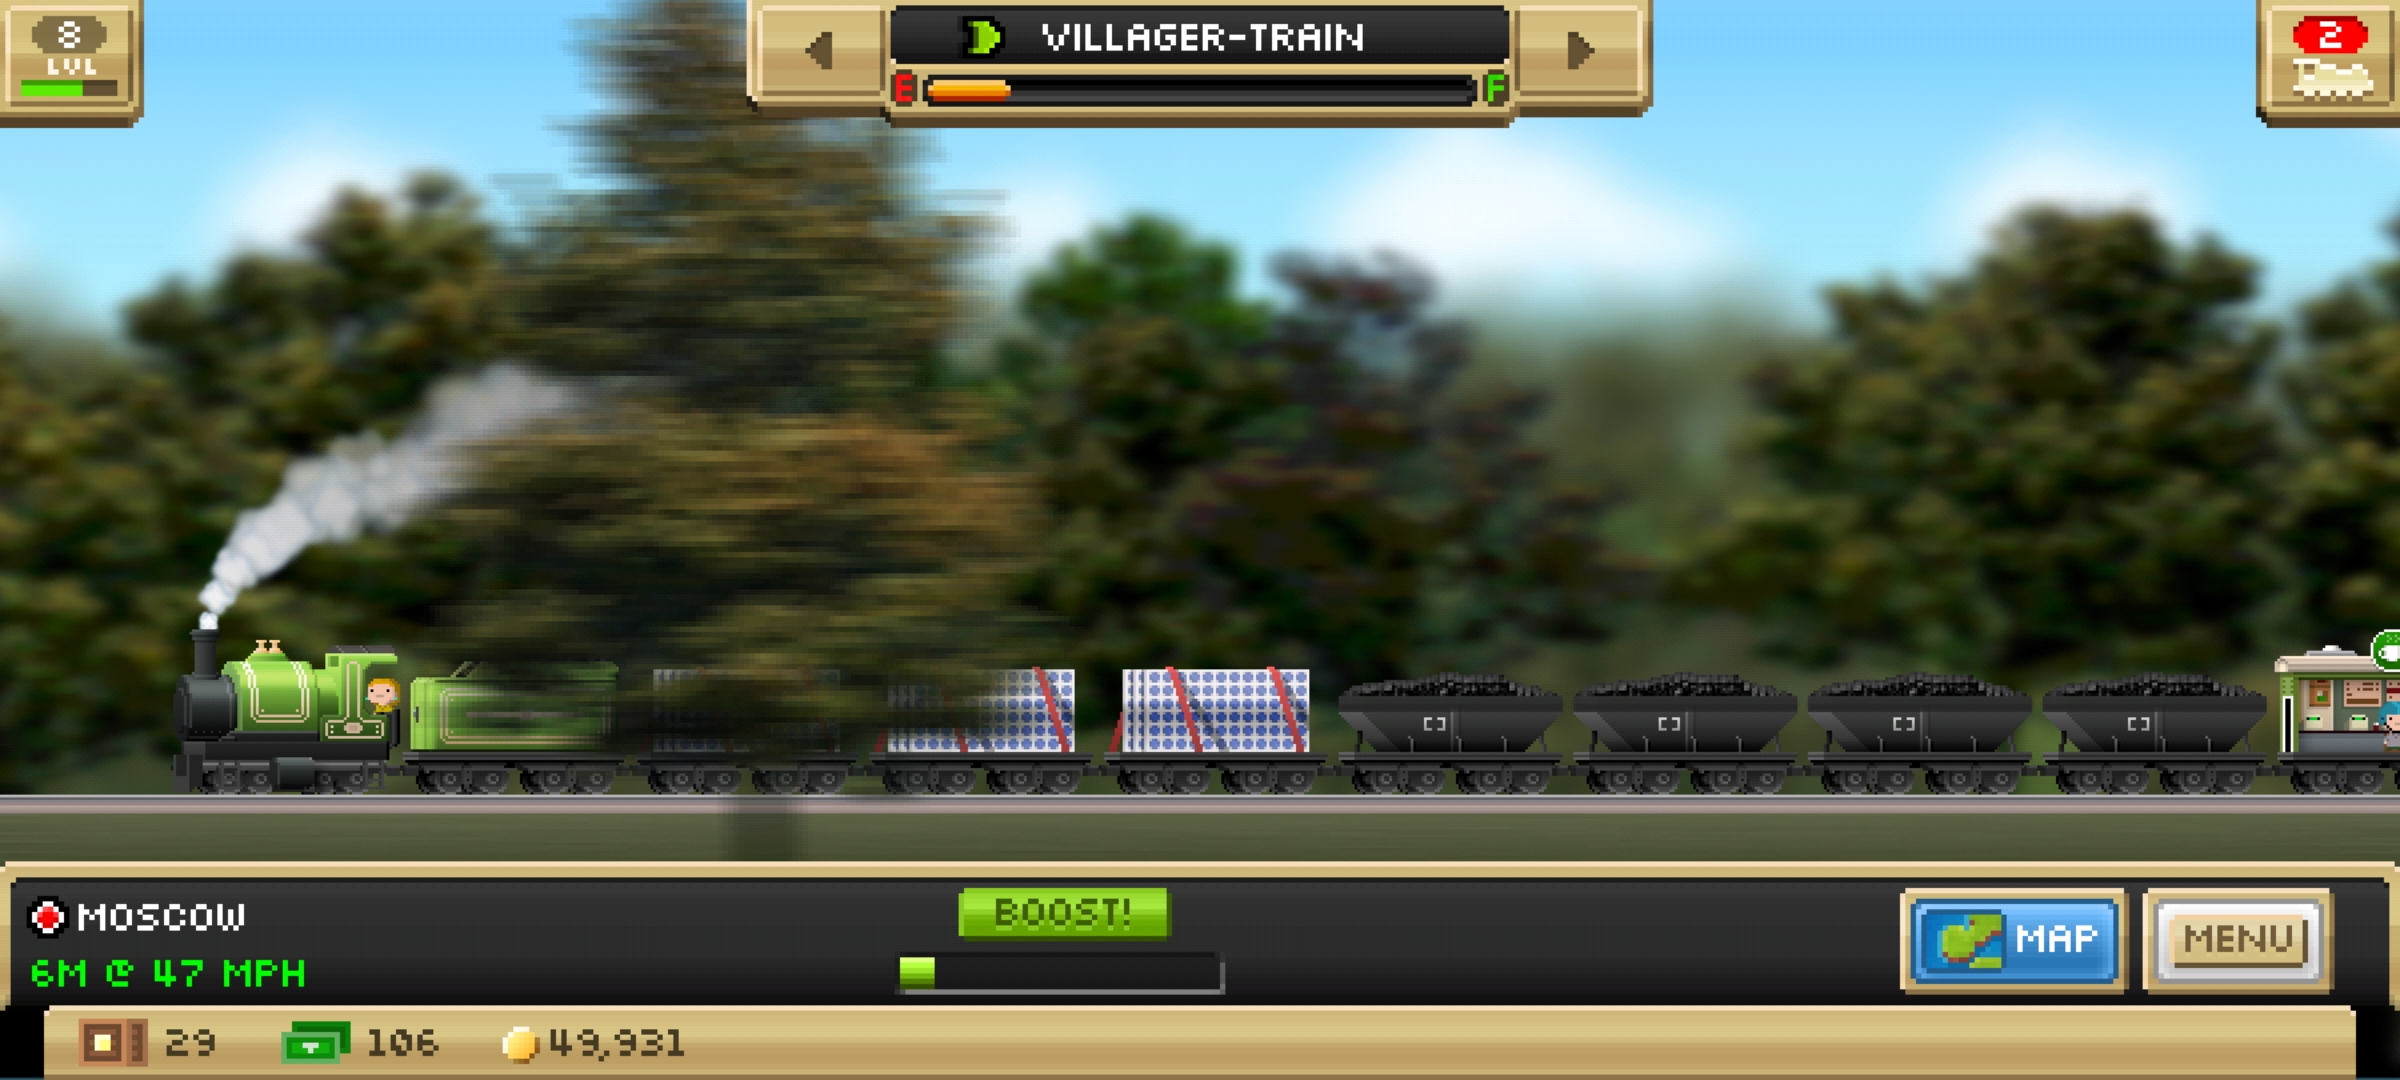 8
LVL
VILLAGER-TRAIN
E F
2
MOSCOW
6M @ 47 MPH
BOOST!
MAP
MENU
29 106 49,931